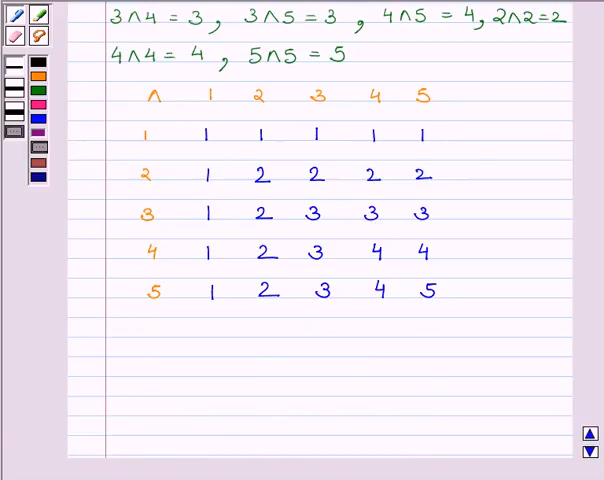 3∧4 = 3 , 3∧5 = 3 , 4∧5 = 4, 2∧2=2
4∧4 = 4 , 5∧5 = 5
∧ 1 2 3 4 5
1 1 1 1 1 1
2 1 2 2 2 2
3 1 2 3 3 3
4 1 2 3 4 4
5 1 2 3 4 5